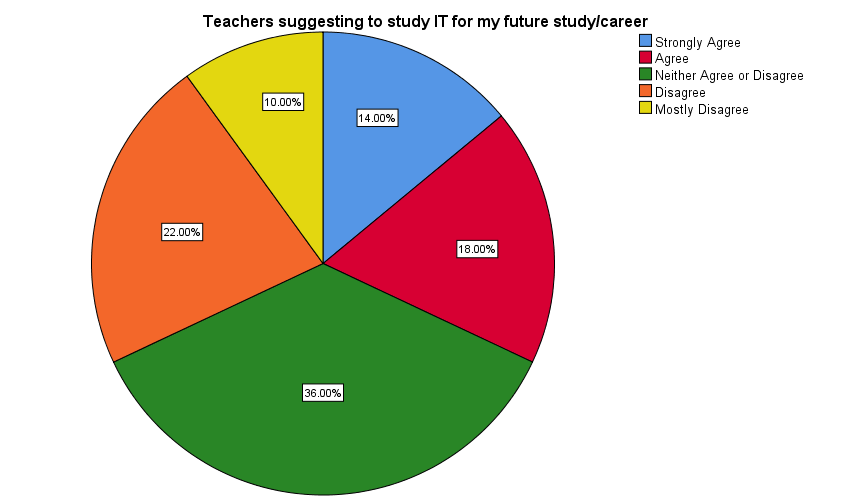 Teachers suggesting to study IT for my future study/career
Strongly Agree
Agree
Neither Agree or Disagree
Disagree
Mostly Disagree
10.00%
14.00%
22.00%
18.00%
36.00%